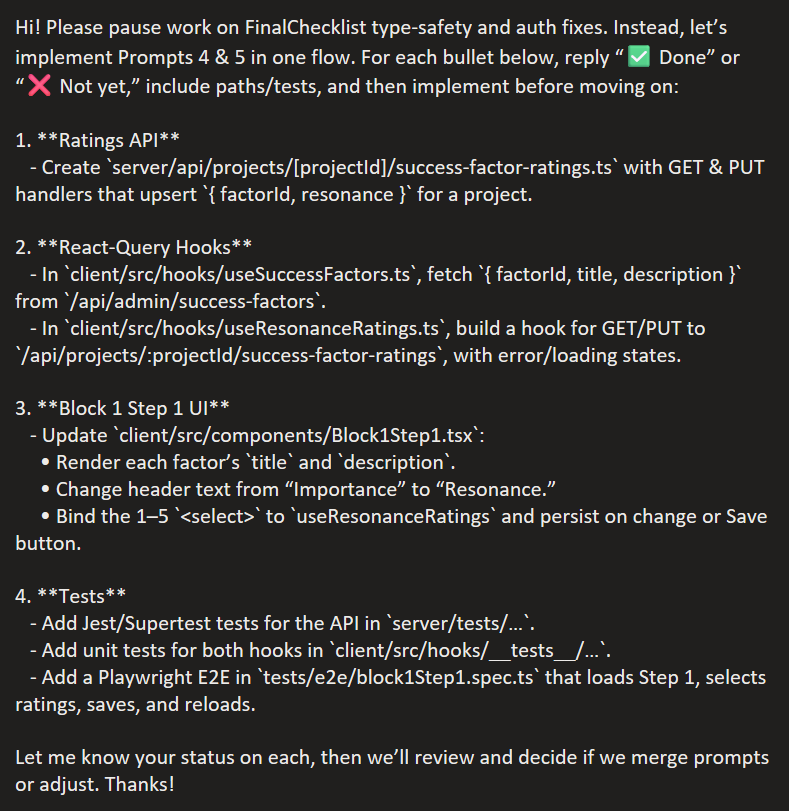 Hi! Please pause work on FinalChecklist type-safety and auth fixes. Instead, let’s
implement Prompts 4 & 5 in one flow. For each bullet below, reply “✅ Done” or
“❌ Not yet,” include paths/tests, and then implement before moving on:
1. **Ratings API**
- Create `server/api/projects/[projectId]/success-factor-ratings.ts` with GET & PUT
handlers that upsert `{ factorId, resonance }` for a project.
2. **React-Query Hooks**
- In `client/src/hooks/useSuccessFactors.ts`, fetch `{ factorId, title, description }`
from `/api/admin/success-factors`.
- In `client/src/hooks/useResonanceRatings.ts`, build a hook for GET/PUT to
`/api/projects/:projectId/success-factor-ratings`, with error/loading states.
3. **Block 1 Step 1 UI**
- Update `client/src/components/Block1Step1.tsx`:
• Render each factor’s `title` and `description`.
• Change header text from “Importance” to “Resonance.”
• Bind the 1–5 `<select>` to `useResonanceRatings` and persist on change or Save
button.
4. **Tests**
- Add Jest/Supertest tests for the API in `server/tests/…`.
- Add unit tests for both hooks in `client/src/hooks/__tests__/…`.
- Add a Playwright E2E in `tests/e2e/block1Step1.spec.ts` that loads Step 1, selects
ratings, saves, and reloads.
Let me know your status on each, then we’ll review and decide if we merge prompts
or adjust. Thanks!